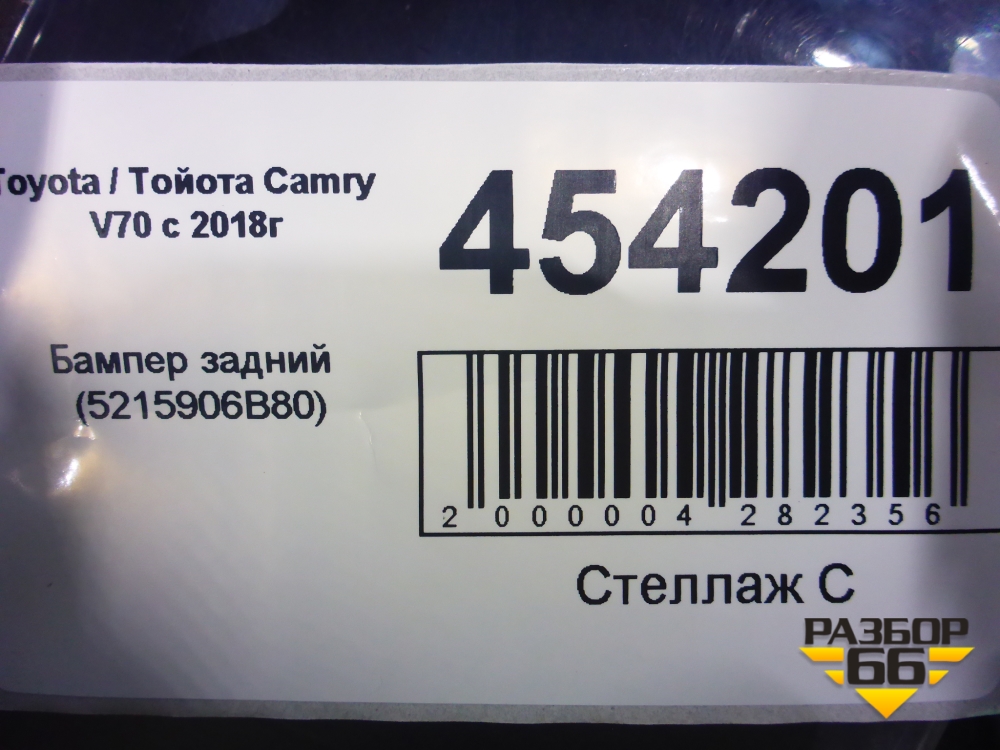 Toyota / Тойота Camry
V70 с 2018г
454201
Бампер задний
(5215906B80)
2 000004 282356
Стеллаж С
РАЗБОР
66